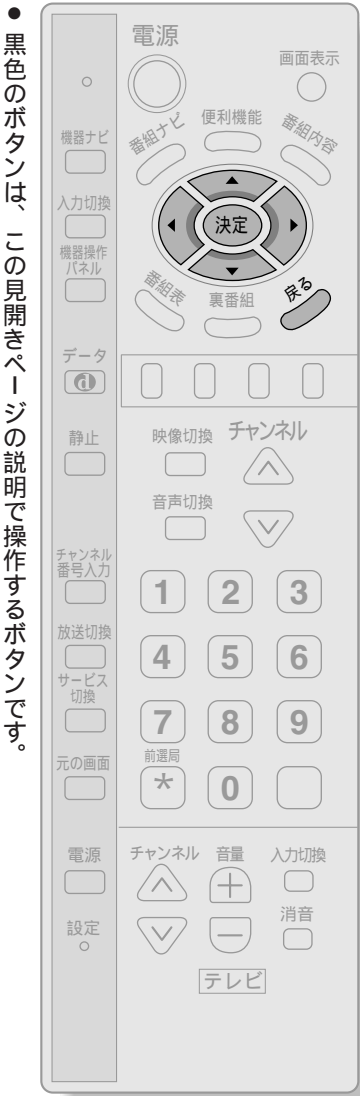 ● 黒色のボタンは、この見開きページの説明で操作するボタンです。
電源
画面表示
機器ナビ
番組ナビ
便利機能
番組内容
入力切換
決定
機器操作
パネル
番組表
裏番組
戻る
データ
d
静止
映像切換
チャンネル
音声切換
チャンネル
番号入力
1 2 3
放送切換
4 5 6
サービス
切換
7 8 9
元の画面
前選局
* 0
電源
チャンネル
音量
入力切換
設定
消音
テレビ